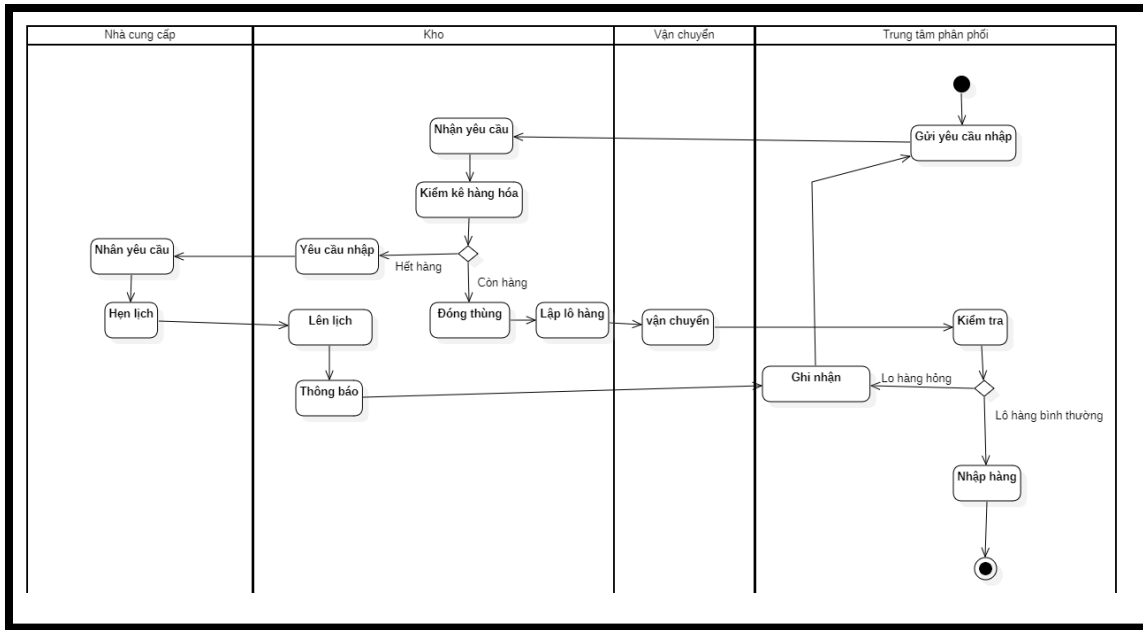 Nhà cung cấp
Kho
Vận chuyển
Trung tâm phân phối
Nhận yêu cầu
Gửi yêu cầu nhập
Kiểm kê hàng hóa
Nhân yêu cầu
Yêu cầu nhập
Hết hàng
Còn hàng
Hẹn lịch
Lên lịch
Đóng thùng
Lập lô hàng
vận chuyển
Kiểm tra
Thông báo
Ghi nhận
Lo hàng hỏng
Lô hàng bình thường
Nhập hàng